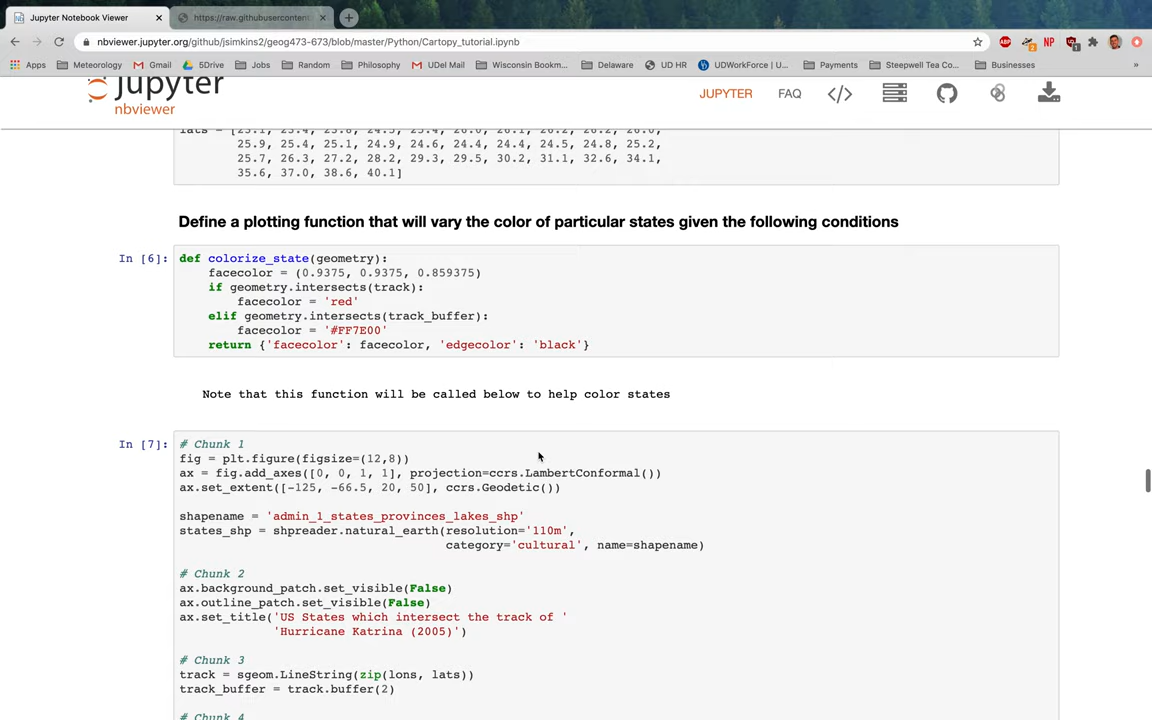 Jupyter Notebook Viewer
https://raw.githubusercontent
nbviewer.jupyter.org/github/jsimkins2/geog473-673/blob/master/Python/Cartopy_tutorial.ipynb
Apps Meteorology Gmail 5Drive Jobs Random Philosophy UDel Mail Wisconsin Bookm... Delaware UD HR UDWorkForce | U... Payments Steepwell Tea Co... Businesses »
jupyter
nbviewer
JUPYTER FAQ </>
25.9, 25.4, 25.1, 24.9, 24.6, 24.4, 24.4, 24.5, 24.8, 25.2,
25.7, 26.3, 27.2, 28.2, 29.3, 29.5, 30.2, 31.1, 32.6, 34.1,
35.6, 37.0, 38.6, 40.1]
Define a plotting function that will vary the color of particular states given the following conditions
In [6]: def colorize_state(geometry):
facecolor = (0.9375, 0.9375, 0.859375)
if geometry.intersects(track):
facecolor = 'red'
elif geometry.intersects(track_buffer):
facecolor = '#FF7E00'
return {'facecolor': facecolor, 'edgecolor': 'black'}
Note that this function will be called below to help color states
In [7]: # Chunk 1
fig = plt.figure(figsize=(12,8))
ax = fig.add_axes([0, 0, 1, 1], projection=ccrs.LambertConformal())
ax.set_extent([-125, -66.5, 20, 50], ccrs.Geodetic())
shapename = 'admin_1_states_provinces_lakes_shp'
states_shp = shpreader.natural_earth(resolution='110m',
category='cultural', name=shapename)
# Chunk 2
ax.background_patch.set_visible(False)
ax.outline_patch.set_visible(False)
ax.set_title('US States which intersect the track of '
'Hurricane Katrina (2005)')
# Chunk 3
track = sgeom.LineString(zip(lons, lats))
track_buffer = track.buffer(2)
# Chunk 4